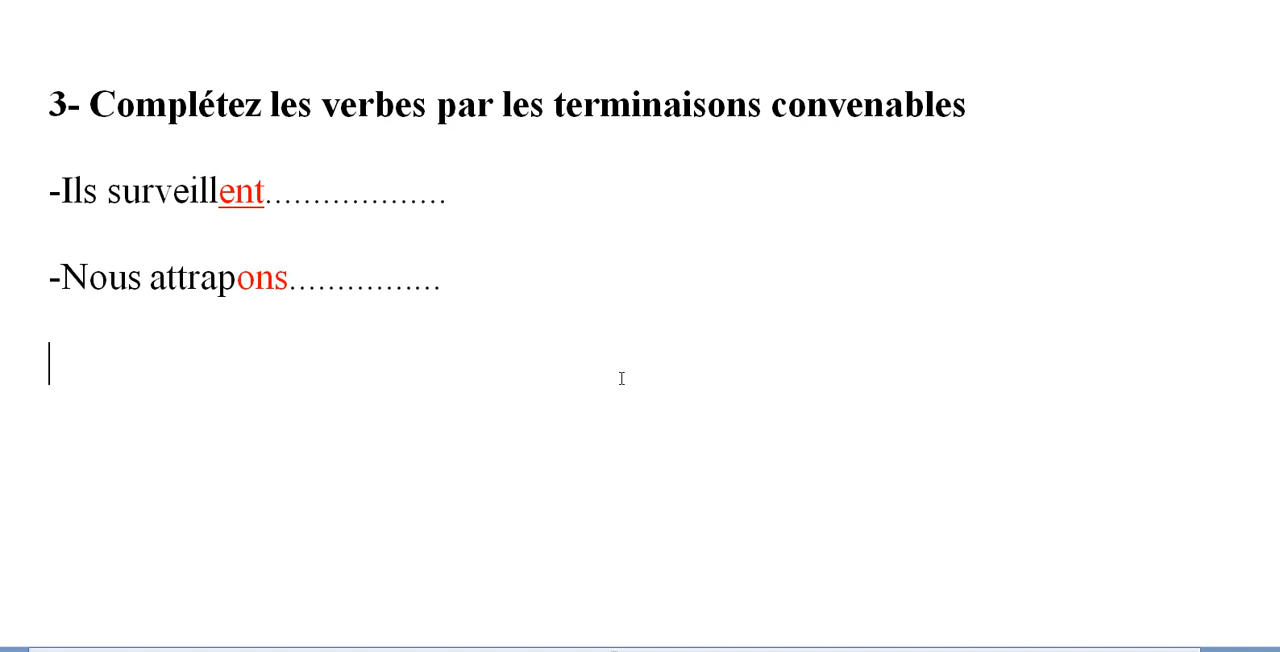 3- Complétez les verbes par les terminaisons convenables
-Ils surveillent...................
-Nous attrapons................